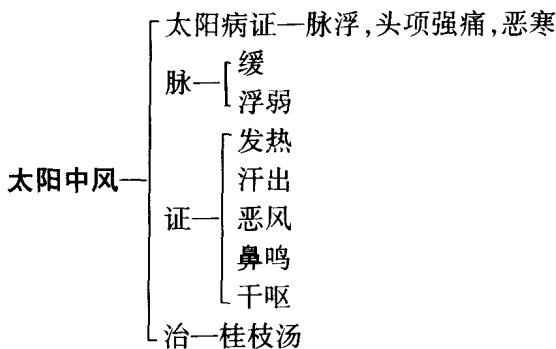 太阳病证—脉浮,头项强痛,恶寒
脉—
缓
浮弱
太阳中风—
证—
发热
汗出
恶风
鼻鸣
干呕
治—桂枝汤